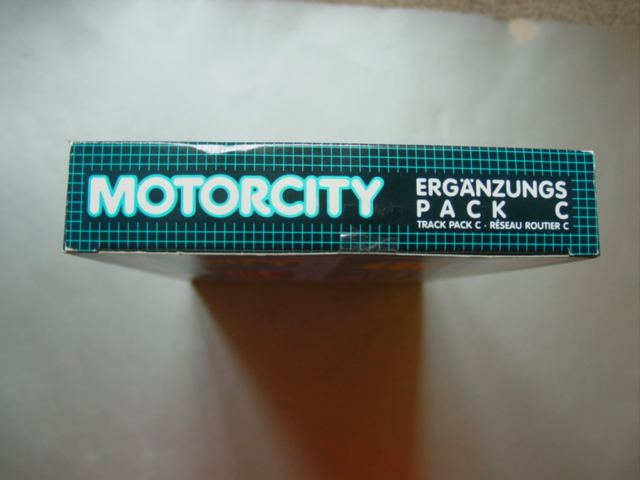 MOTORCITY
ERGÄNZUNGS
PACK C
TRACK PACK C · RÉSEAU ROUTIER C